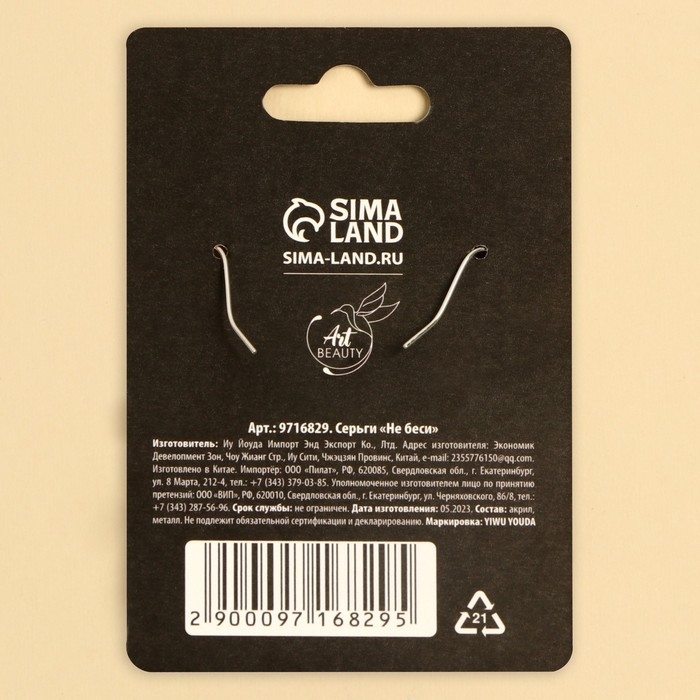 SIMA
LAND
SIMA-LAND.RU
Art
BEAUTY
Арт.: 9716829. Серьги «Не беси»
Изготовитель: Иу Йоуда Импорт Энд Экспорт Ко., Лтд. Адрес изготовителя: Экономик
Девелопмент Зон, Чоу Жианг Стр., Иу Сити, Чжэцзян Провинс, Китай, e-mail: 2355776150@qq.com.
Изготовлено в Китае. Импортёр: ООО «Пилат», РФ, 620085, Свердловская обл., г. Екатеринбург,
ул. 8 Марта, 212-4, тел.: +7 (343) 379-03-85. Уполномоченное изготовителем лицо по принятию
претензий: ООО «ВИП», РФ, 620010, Свердловская обл., г. Екатеринбург, ул. Черняховского, 86/8, тел.:
+7 (343) 287-56-96. Срок службы: не ограничен. Дата изготовления: 05.2023. Состав: акрил,
металл. Не подлежит обязательной сертификации и декларированию. Маркировка: YIWU YOUDA
2 900097 168295
21